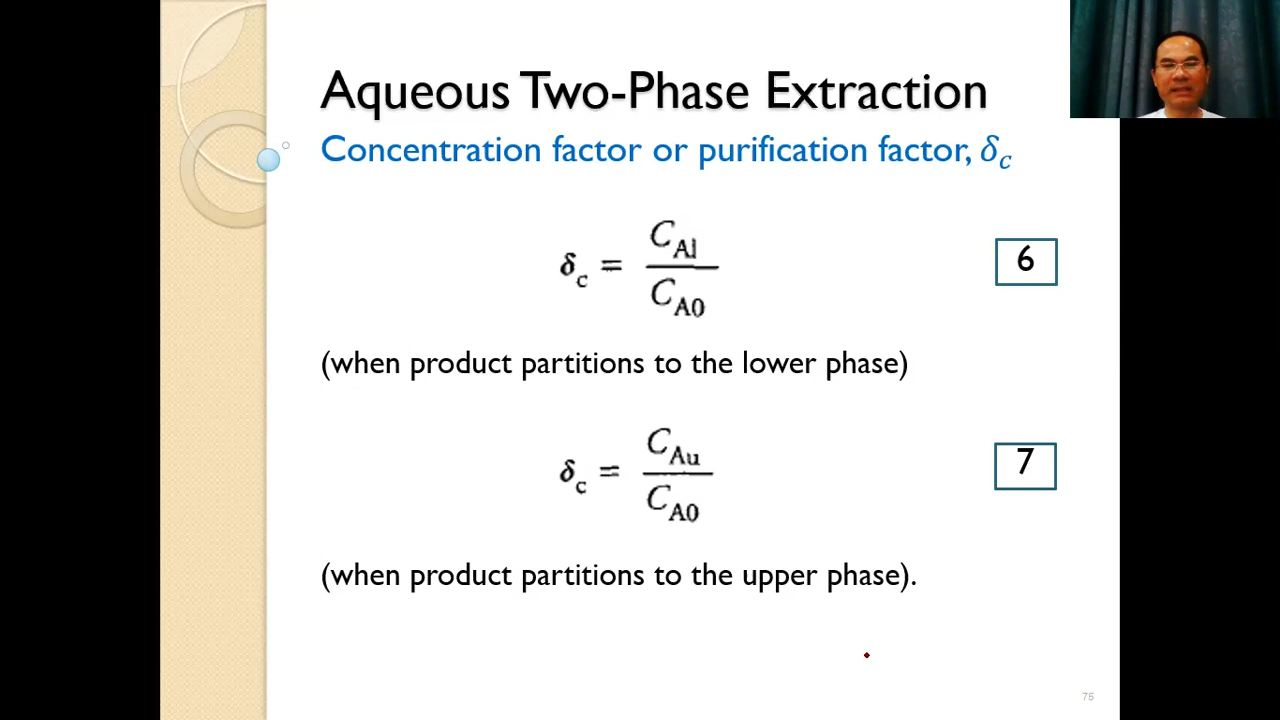 Aqueous Two-Phase Extraction
Concentration factor or purification factor, δc
δc = CAl / CA0
6
(when product partitions to the lower phase)
δc = CAu / CA0
7
(when product partitions to the upper phase).
75